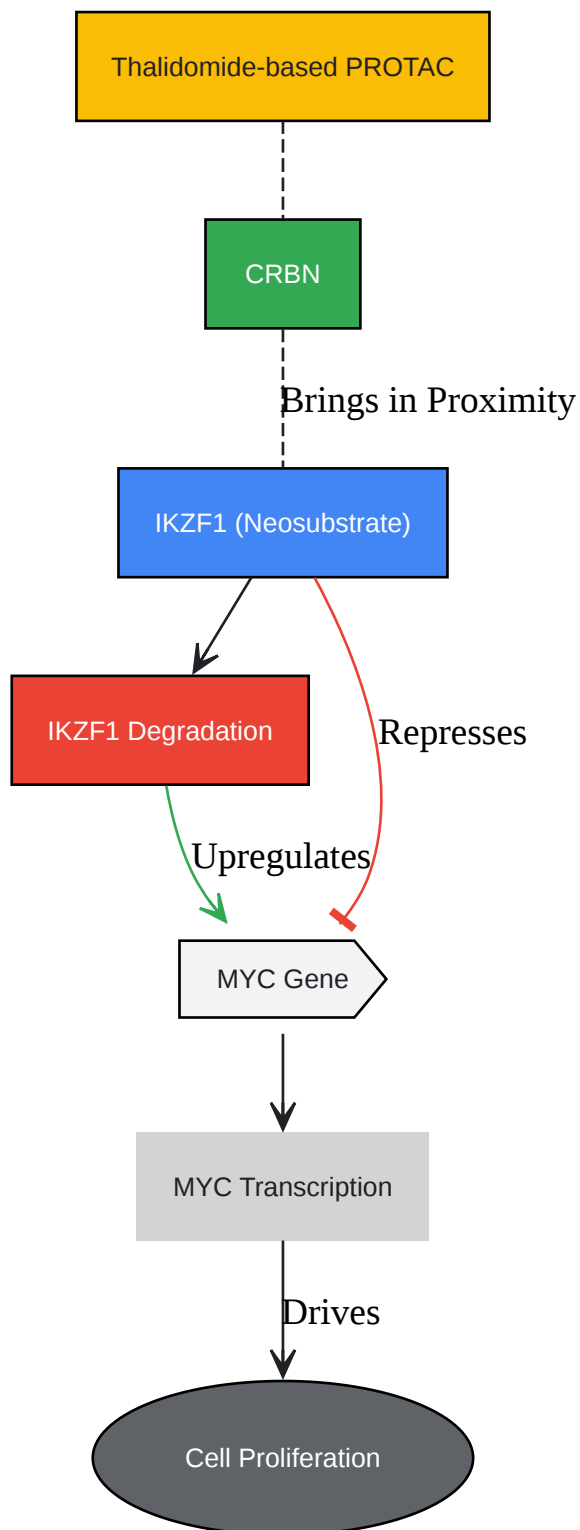 Thalidomide-based PROTAC
CRBN
Brings in Proximity
IKZF1 (Neosubstrate)
IKZF1 Degradation
Represses
Upregulates
MYC Gene
MYC Transcription
Drives
Cell Proliferation